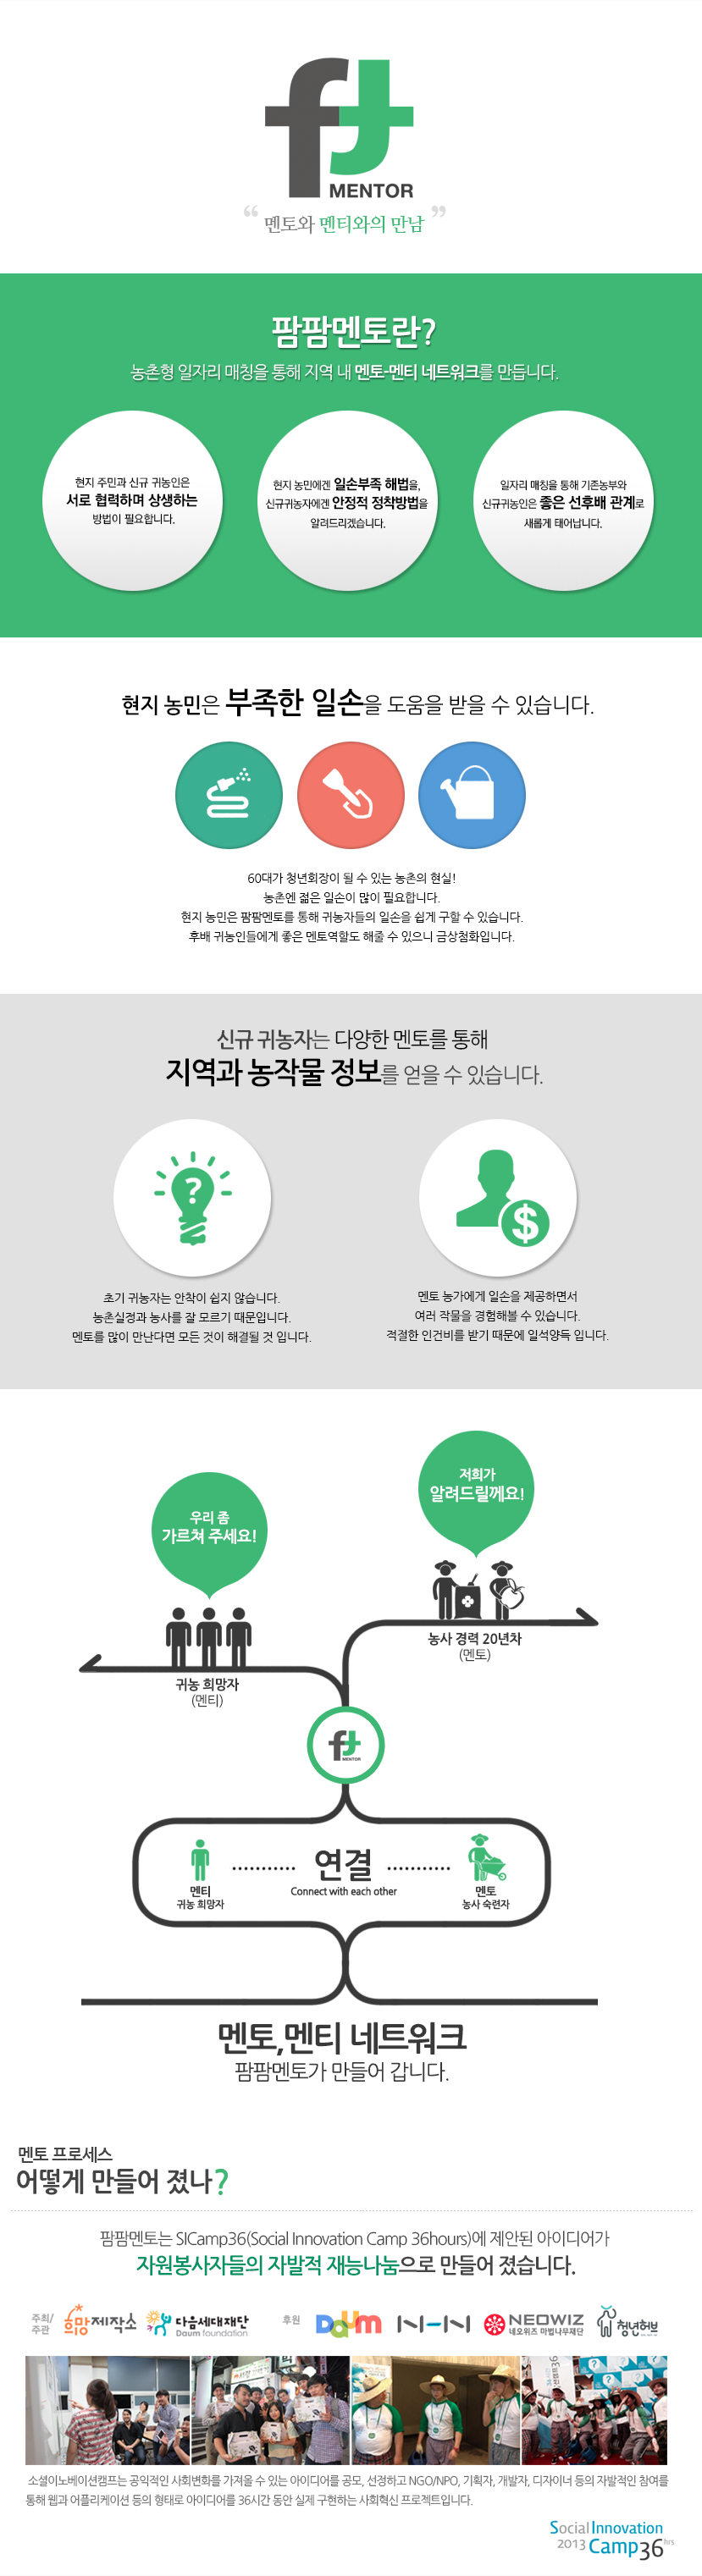 ff
MENTOR
“ 멘토와 멘티와의 만남 ”
팜팜멘토란?
농촌형 일자리 매칭을 통해 지역 내 멘토-멘티 네트워크를 만듭니다.
현지 주민과 신규 귀농인은
서로 협력하며 상생하는
방법이 필요합니다.
현지 농민에겐 일손부족 해법을,
신규귀농자에겐 안정적 정착방법을
알려드리겠습니다.
일자리 매칭을 통해 기존농부와
신규귀농인은 좋은 선후배 관계로
새롭게 태어납니다.
현지 농민은 부족한 일손을 도움을 받을 수 있습니다.
60대가 청년회장이 될 수 있는 농촌의 현실!
농촌엔 젊은 일손이 많이 필요합니다.
현지 농민은 팜팜멘토를 통해 귀농자들의 일손을 쉽게 구할 수 있습니다.
후배 귀농인들에게 좋은 멘토역할도 해줄 수 있으니 금상첨화입니다.
신규 귀농자는 다양한 멘토를 통해
지역과 농작물 정보를 얻을 수 있습니다.
?
$
초기 귀농자는 안착이 쉽지 않습니다.
농촌실정과 농사를 잘 모르기 때문입니다.
멘토를 많이 만난다면 모든 것이 해결될 것 입니다.
멘토 농가에게 일손을 제공하면서
여러 작물을 경험해볼 수 있습니다.
적절한 인건비를 받기 때문에 일석양득 입니다.
우리 좀
가르쳐 주세요!
저희가
알려드릴께요!
귀농 희망자
(멘티)
농사 경력 20년차
(멘토)
ff
MENTOR
연결
Connect with each other
멘티
귀농 희망자
멘토
농사 숙련자
멘토,멘티 네트워크
팜팜멘토가 만들어 갑니다.
멘토 프로세스
어떻게 만들어 졌나?
팜팜멘토는 SICamp36(Social Innovation Camp 36hours)에 제안된 아이디어가
자원봉사자들의 자발적 재능나눔으로 만들어 졌습니다.
주최/
주관
희망제작소
다음세대재단
Daum foundation
후원
Daum
NHN
NEOWIZ
네오위즈 마법나무재단
청년허브
소셜이노베이션캠프는 공익적인 사회변화를 가져올 수 있는 아이디어를 공모, 선정하고 NGO/NPO, 기획자, 개발자, 디자이너 등의 자발적인 참여를
통해 웹과 어플리케이션 등의 형태로 아이디어를 36시간 동안 실제 구현하는 사회혁신 프로젝트입니다.
Social Innovation
2013 Camp36hrs